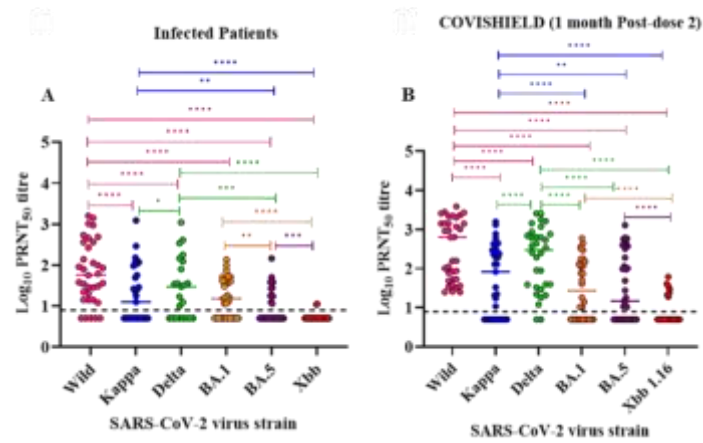 Infected Patients
COVISHIELD (1 month Post-dose 2)
A
****
**
****
****
****
****
****
****
*
***
****
**
***
Log10 PRNT50 titre
5
4
3
2
1
0
Wild
Kappa
Delta
BA.1
BA.5
Xbb
SARS-CoV-2 virus strain
B
****
**
****
****
****
****
****
****
****
****
****
****
****
****
Log10 PRNT50 titre
5
4
3
2
1
0
Wild
Kappa
Delta
BA.1
BA.5
Xbb 1.16
SARS-CoV-2 virus strain